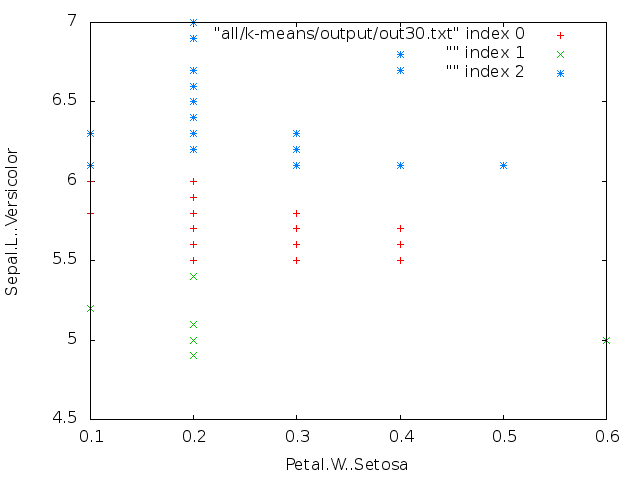 "all/k-means/output/out30.txt" index 0
"" index 1
"" index 2
7
6.5
6
5.5
5
4.5
Sepal.L..Versicolor
0.1 0.2 0.3 0.4 0.5 0.6
Petal.W..Setosa